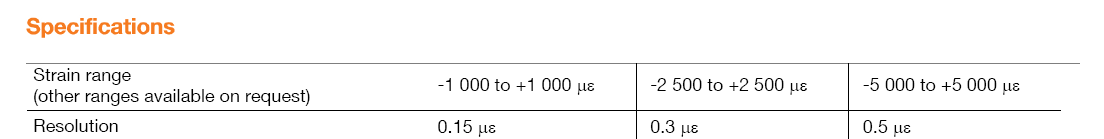 Specifications
Strain range
(other ranges available on request)
-1 000 to +1 000 με
-2 500 to +2 500 με
-5 000 to +5 000 με
Resolution 0.15 με 0.3 με 0.5 με